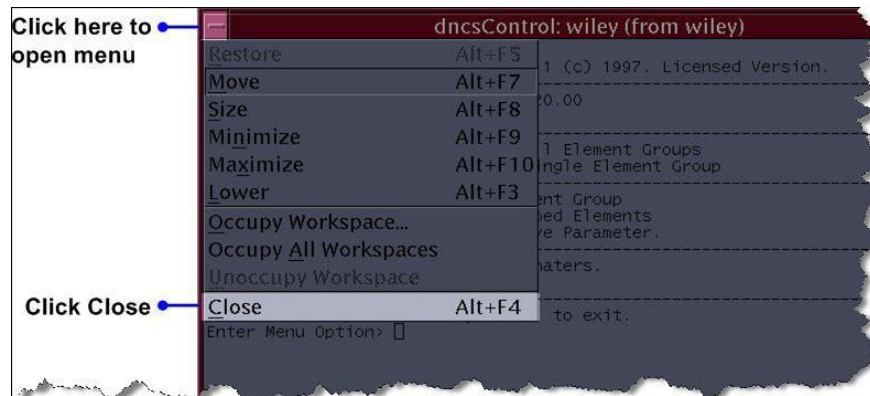 Click here to
open menu
dncsControl: wiley (from wiley)
Restore Alt+F5
Move Alt+F7
Size Alt+F8
Minimize Alt+F9
Maximize Alt+F10
Lower Alt+F3
Occupy Workspace...
Occupy All Workspaces
Unoccupy Workspace
Click Close
Close Alt+F4
1 (c) 1997. Licensed Version.
20.00
l Element Groups
ingle Element Group
ent Group
ped Elements
ve Parameter.
maters.
to exit.
Enter Menu Option>